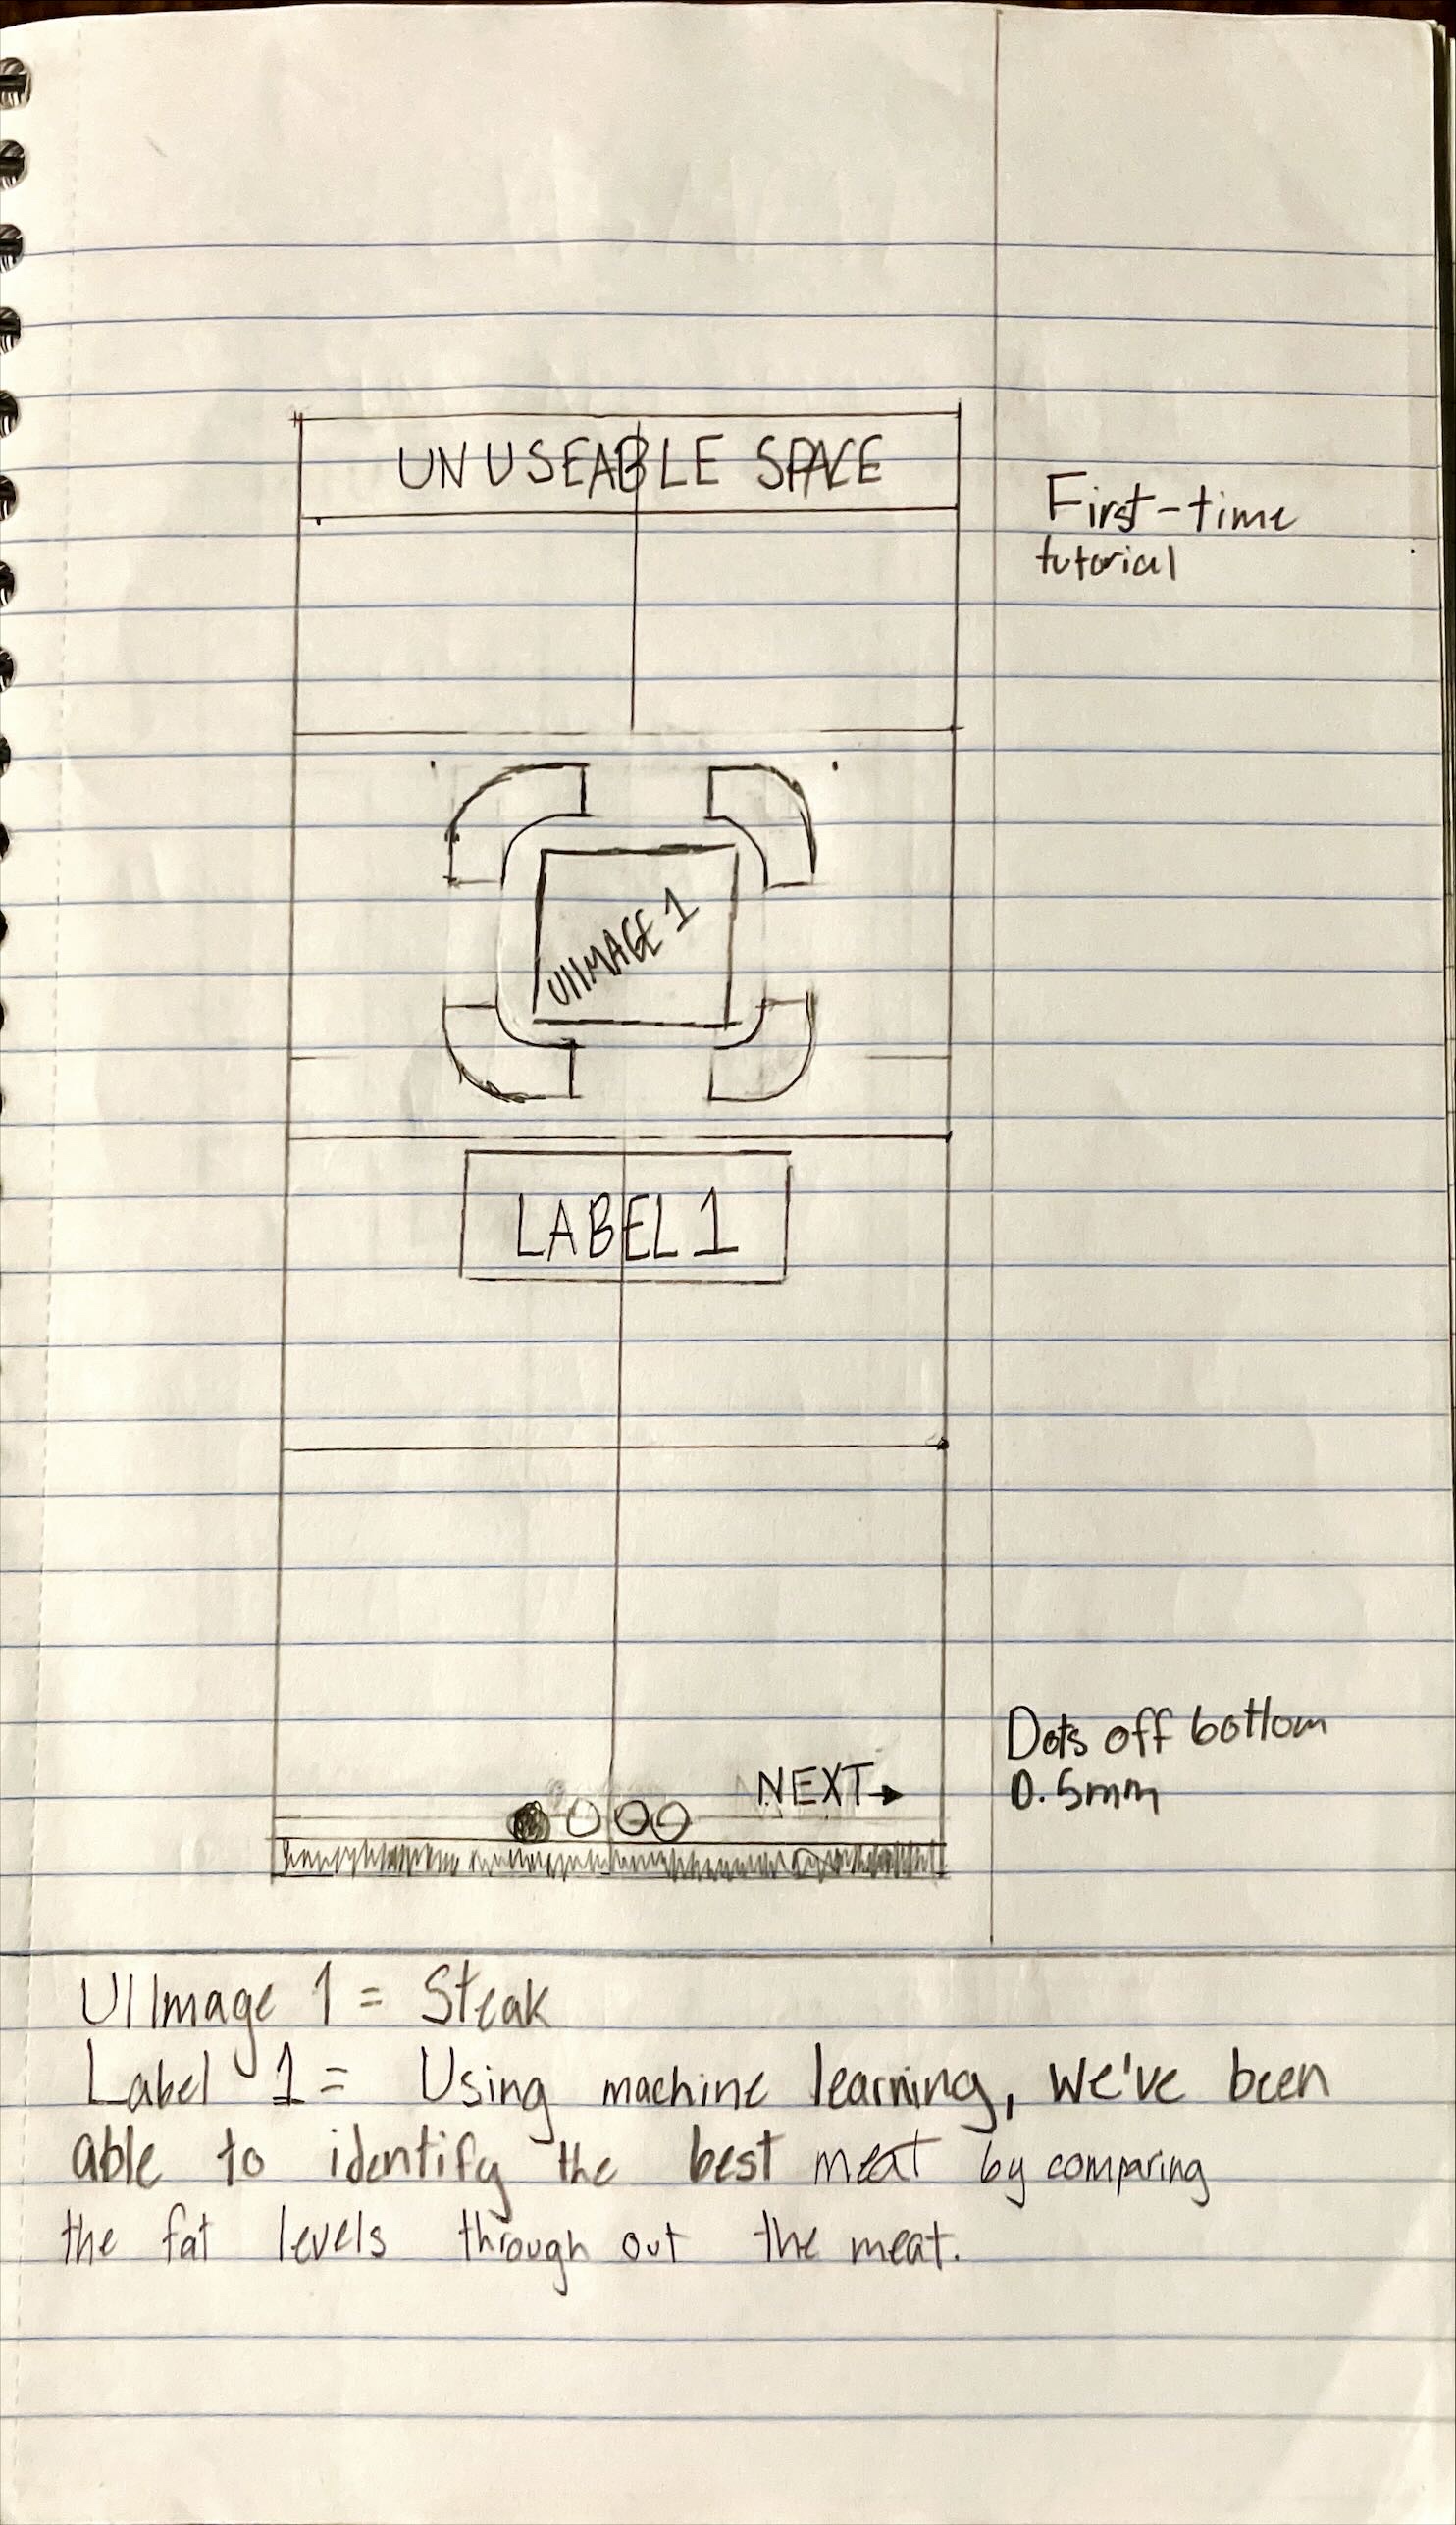 UNUSEABLE SPACE
First-time
tutorial
UIIMAGE 1
LABEL 1
NEXT→
Dots off bottom
0.5mm
UIImage 1 = Steak
Label 1 = Using machine learning, we've been
able to identify the best meat by comparing
the fat levels through out the meat.